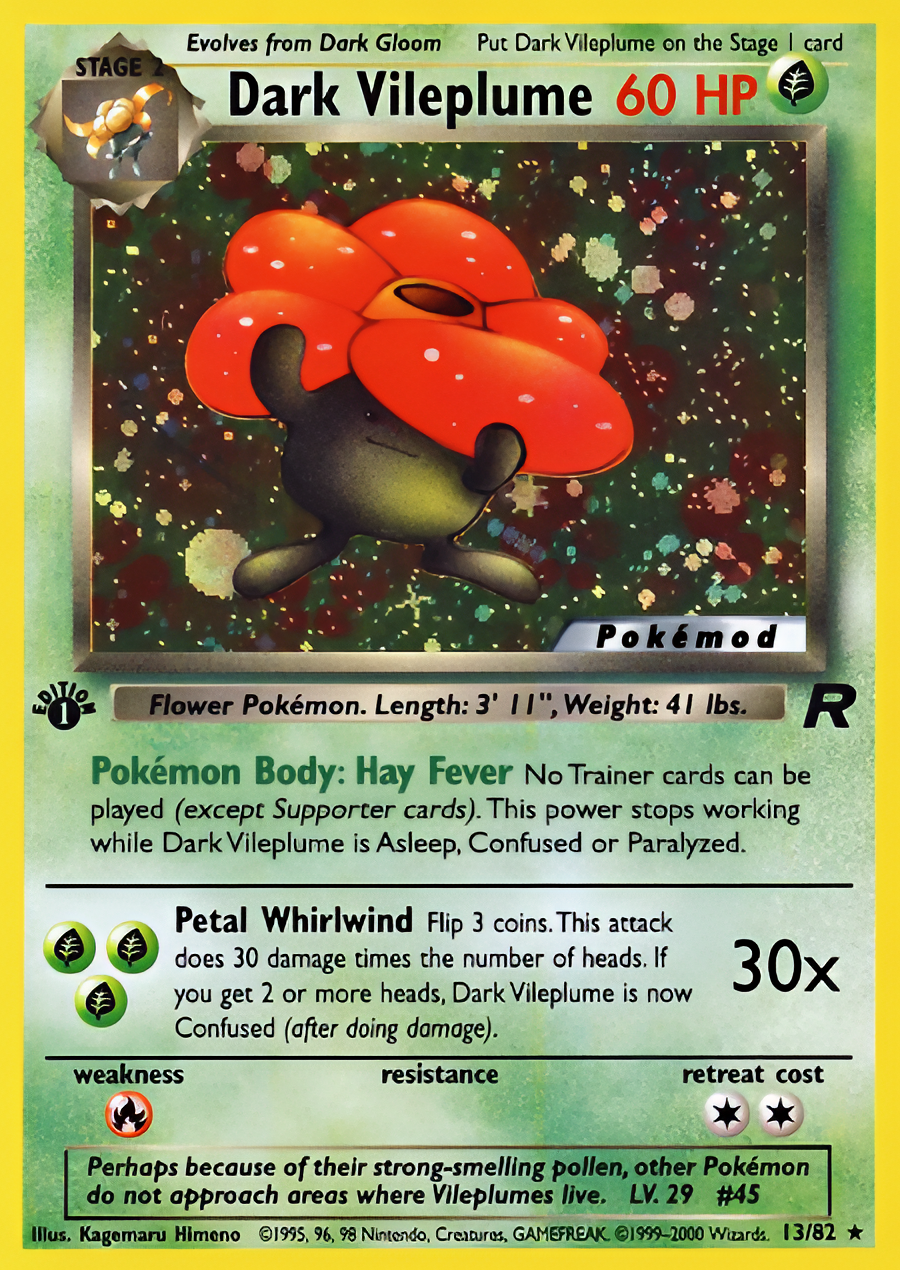 Evolves from Dark Gloom Put Dark Vileplume on the Stage 1 card
STAGE 2
Dark Vileplume 60 HP
Pokémod
EDITION
1
Flower Pokémon. Length: 3' 11", Weight: 41 lbs.
R
Pokémon Body: Hay Fever No Trainer cards can be
played (except Supporter cards). This power stops working
while Dark Vileplume is Asleep, Confused or Paralyzed.
Petal Whirlwind Flip 3 coins. This attack
does 30 damage times the number of heads. If
you get 2 or more heads, Dark Vileplume is now
Confused (after doing damage).
30x
weakness resistance retreat cost
Perhaps because of their strong-smelling pollen, other Pokémon
do not approach areas where Vileplumes live. LV. 29 #45
Illus. Kagemaru Himeno ©1995, 96, 98 Nintendo, Creatures, GAMEFREAK. ©1999-2000 Wizards. 13/82 ★